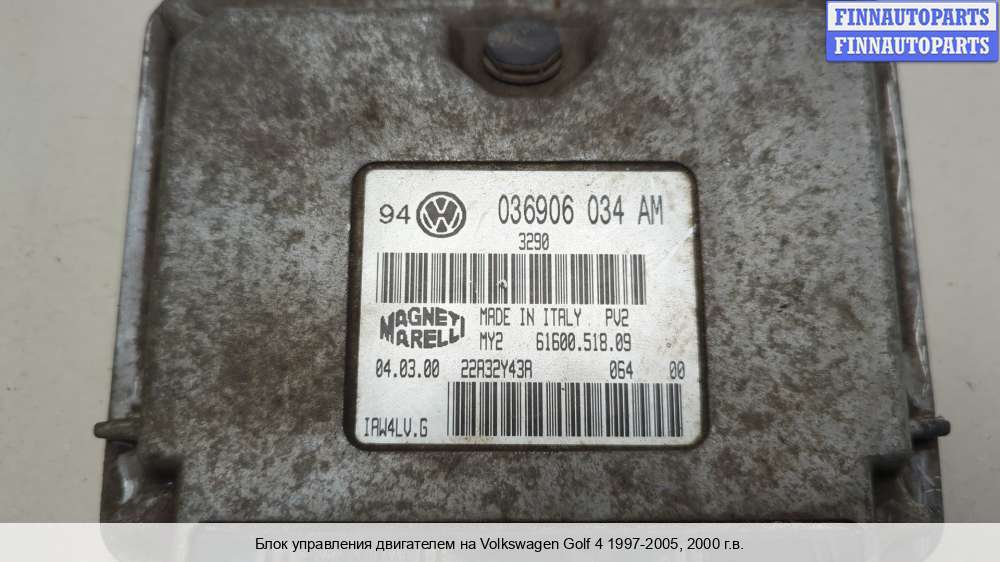 FINNAUTOPARTS
FINNAUTOPARTS
94 VW 036906 034 AM
3290
MAGNETI MARELLI
MADE IN ITALY PV2
MY2 61600.518.09
04.03.00 22A32Y43A 064 00
IAW4LV.G
Блок управления двигателем на Volkswagen Golf 4 1997-2005, 2000 г.в.